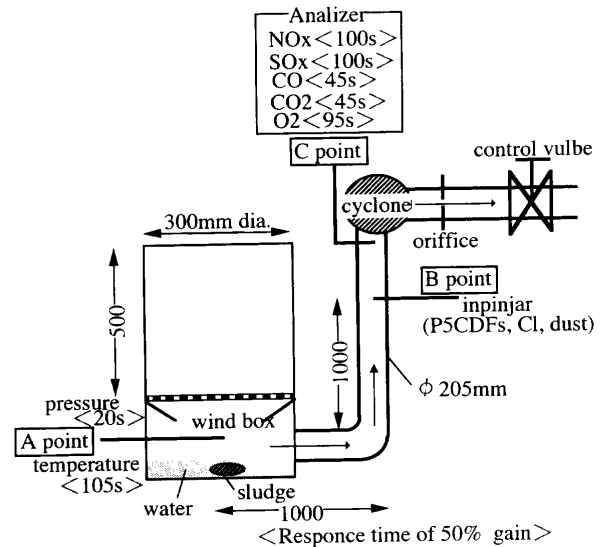 Analizer
NOx<100s>
SOx<100s>
CO<45s>
CO2<45s>
O2<95s>
C point
control vulbe
cyclone
300mm dia.
oriffice
B point
inpinjar
(P5CDFs, Cl, dust)
500
1000
ϕ 205mm
pressure
<20s>
wind box
A point
temperature
<105s>
sludge
water
1000
<Responce time of 50% gain>